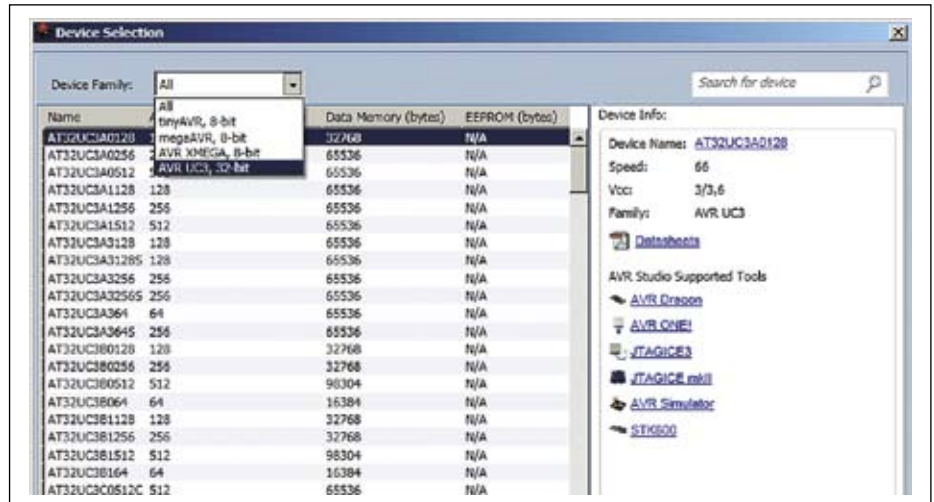 Device Selection
Device Family: All
Search for device
All
tinyAVR, 8-bit
megaAVR, 8-bit
AVR XMEGA, 8-bit
AVR UC3, 32-bit
Name Data Memory (bytes) EEPROM (bytes)
AT32UC3A0128 32768 N/A
AT32UC3A0256 65536 N/A
AT32UC3A0512 65536 N/A
AT32UC3A1128 128 65536 N/A
AT32UC3A1256 256 65536 N/A
AT32UC3A1512 512 65536 N/A
AT32UC3A3128 128 65536 N/A
AT32UC3A3128S 128 65536 N/A
AT32UC3A3256 256 65536 N/A
AT32UC3A3256S 256 65536 N/A
AT32UC3A364 64 65536 N/A
AT32UC3A364S 256 65536 N/A
AT32UC3B0128 128 32768 N/A
AT32UC3B0256 256 32768 N/A
AT32UC3B0512 512 98304 N/A
AT32UC3B064 64 16384 N/A
AT32UC3B1128 128 32768 N/A
AT32UC3B1256 256 32768 N/A
AT32UC3B1512 512 98304 N/A
AT32UC3B164 64 16384 N/A
AT32UC3C0512C 512 65536 N/A
Device Info:
Device Name: AT32UC3A0128
Speed: 66
Vcc: 3/3,6
Family: AVR UC3
Datasheets
AVR Studio Supported Tools
AVR Dragon
AVR ONE!
JTAGICE3
JTAGICE mkII
AVR Simulator
STK600